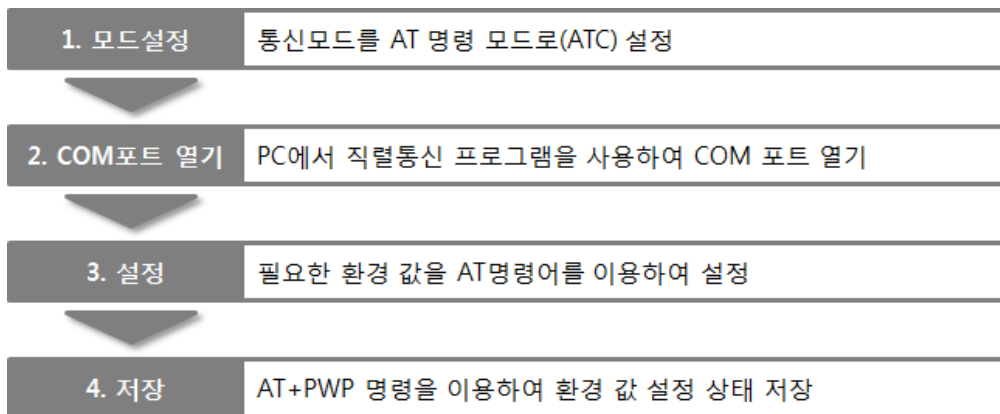 1. 모드설정 통신모드를 AT 명령 모드로(ATC) 설정
2. COM포트 열기 PC에서 직렬통신 프로그램을 사용하여 COM 포트 열기
3. 설정 필요한 환경 값을 AT명령어를 이용하여 설정
4. 저장 AT+PWP 명령을 이용하여 환경 값 설정 상태 저장